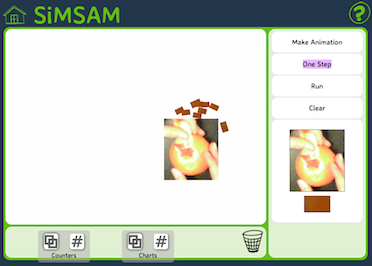 SiMSAM
?
Make Animation
One Step
Run
Clear
# #
Counters Charts